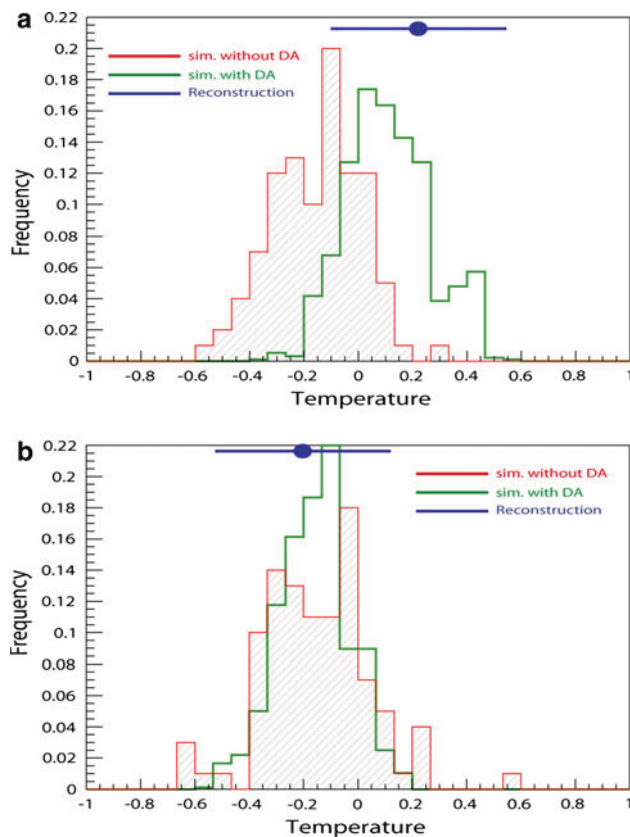 a
0.22
0.2
0.18
0.16
0.14
0.12
0.1
0.08
0.06
0.04
0.02
0
Frequency
sim. without DA
sim. with DA
Reconstruction
-1 -0.8 -0.6 -0.4 -0.2 0 0.2 0.4 0.6 0.8 1
Temperature
b
0.22
0.2
0.18
0.16
0.14
0.12
0.1
0.08
0.06
0.04
0.02
0
Frequency
sim. without DA
sim. with DA
Reconstruction
-1 -0.8 -0.6 -0.4 -0.2 0 0.2 0.4 0.6 0.8 1
Temperature